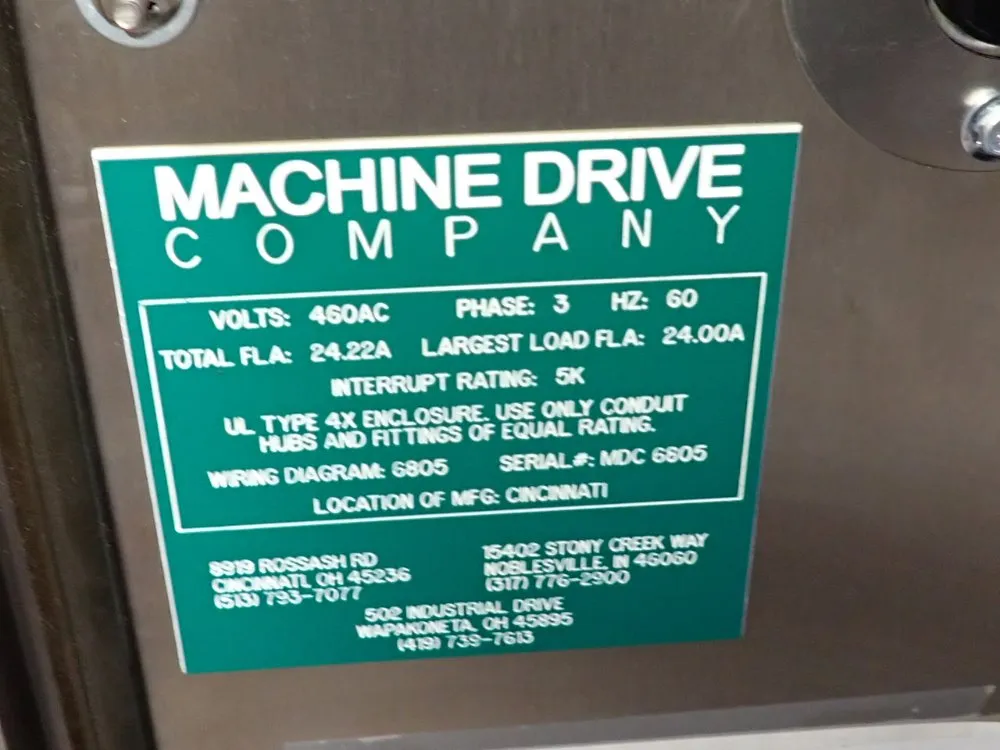 MACHINE DRIVE
COMPANY
VOLTS: 460AC PHASE: 3 HZ: 60
TOTAL FLA: 24.22A LARGEST LOAD FLA: 24.00A
INTERRUPT RATING: 5K
UL TYPE 4X ENCLOSURE. USE ONLY CONDUIT
HUBS AND FITTINGS OF EQUAL RATING.
WIRING DIAGRAM: 6805 SERIAL#: MDC 6805
LOCATION OF MFG: CINCINNATI
8919 ROSSASH RD
CINCINNATI, OH 45236
(513) 793-7077
15402 STONY CREEK WAY
NOBLESVILLE, IN 46060
(317) 776-2900
502 INDUSTRIAL DRIVE
WAPAKONETA, OH 45895
(419) 739-7613